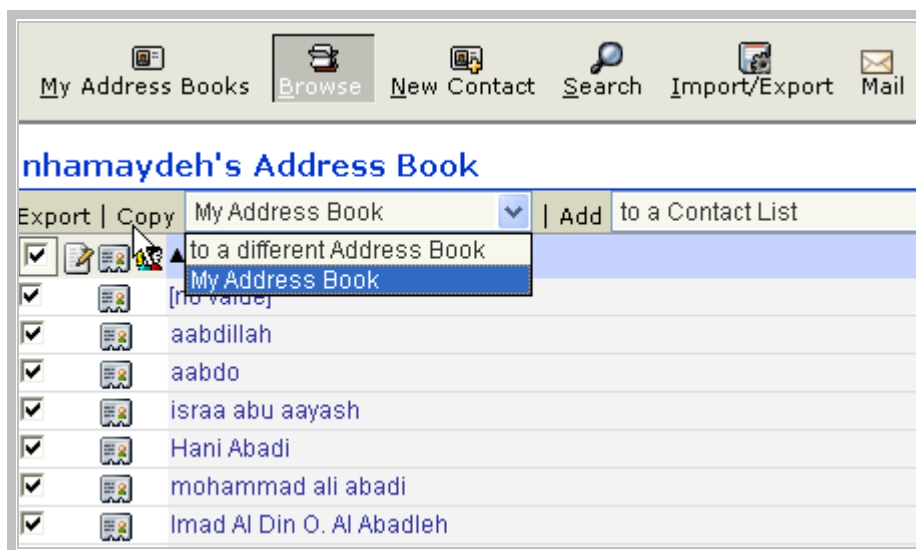 My Address Books Browse New Contact Search Import/Export Mail
nhamaydeh's Address Book
Export | Copy My Address Book | Add to a Contact List
to a different Address Book
My Address Book
[no value]
aabdillah
aabdo
israa abu aayash
Hani Abadi
mohammad ali abadi
Imad Al Din O. Al Abadleh